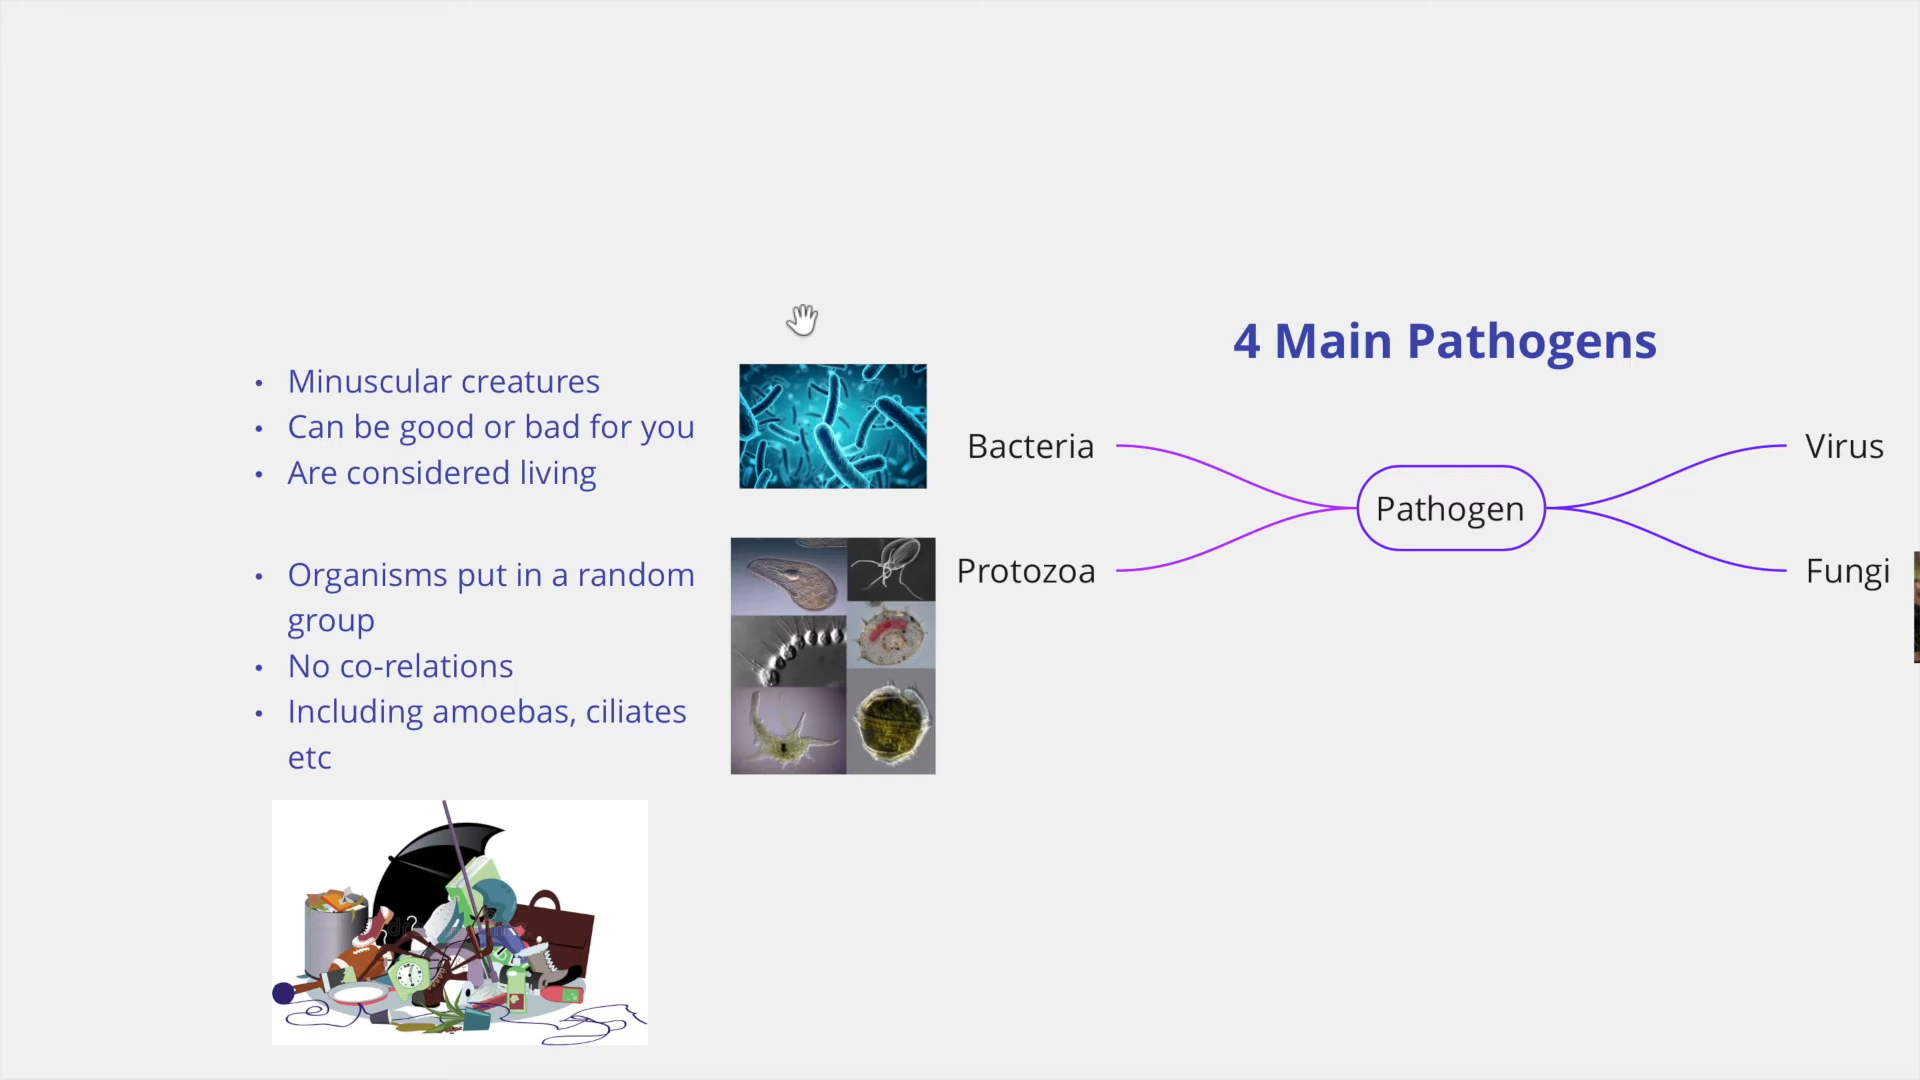 4 Main Pathogens
• Minuscular creatures
• Can be good or bad for you
• Are considered living
Bacteria
Virus
Pathogen
• Organisms put in a random
group
• No co-relations
• Including amoebas, ciliates
etc
Protozoa
Fungi